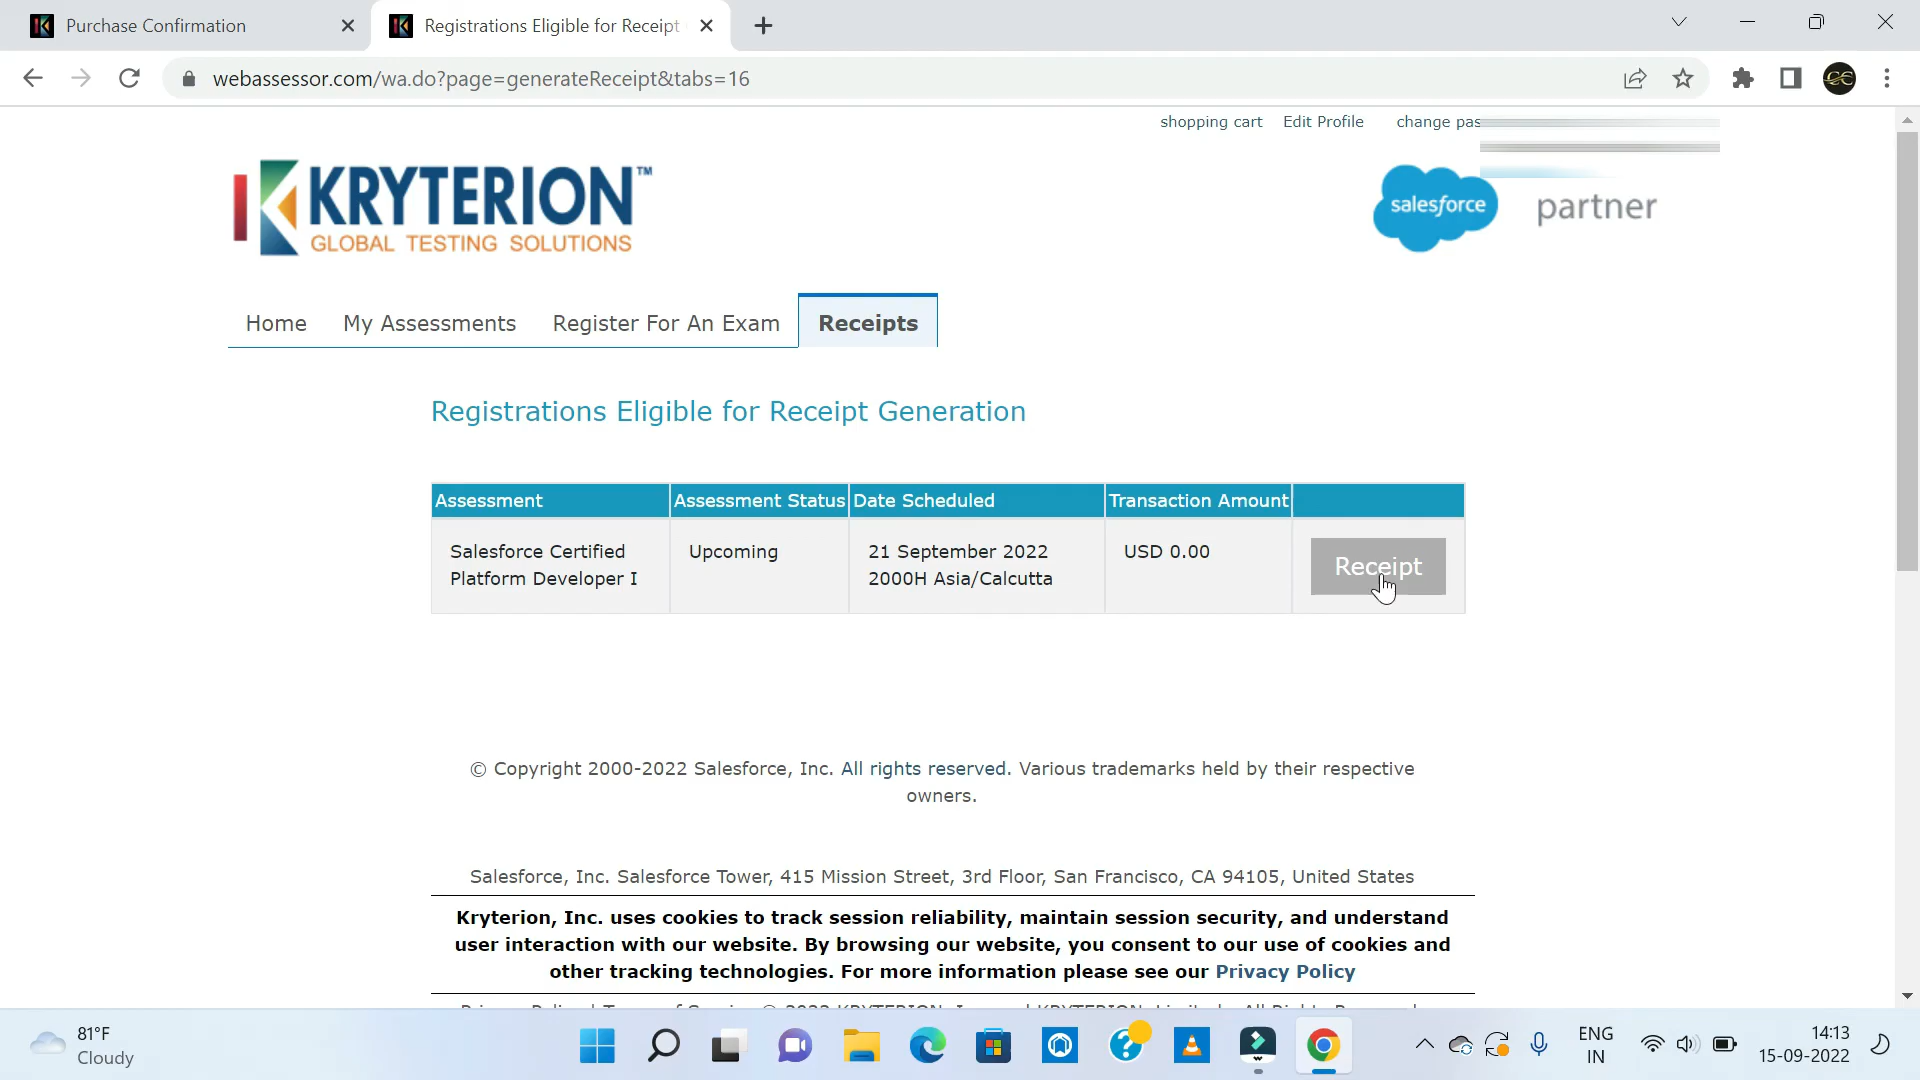 Purchase Confirmation
Registrations Eligible for Receipt
webassessor.com/wa.do?page=generateReceipt&tabs=16
shopping cart Edit Profile change pas
KRYTERION™
GLOBAL TESTING SOLUTIONS
salesforce partner
Home My Assessments Register For An Exam Receipts
Registrations Eligible for Receipt Generation
Assessment Assessment Status Date Scheduled Transaction Amount
Salesforce Certified Upcoming 21 September 2022 USD 0.00 Receipt
Platform Developer I 2000H Asia/Calcutta
© Copyright 2000-2022 Salesforce, Inc. All rights reserved. Various trademarks held by their respective
owners.
Salesforce, Inc. Salesforce Tower, 415 Mission Street, 3rd Floor, San Francisco, CA 94105, United States
Kryterion, Inc. uses cookies to track session reliability, maintain session security, and understand
user interaction with our website. By browsing our website, you consent to our use of cookies and
other tracking technologies. For more information please see our Privacy Policy
81°F
Cloudy
ENG
IN
14:13
15-09-2022